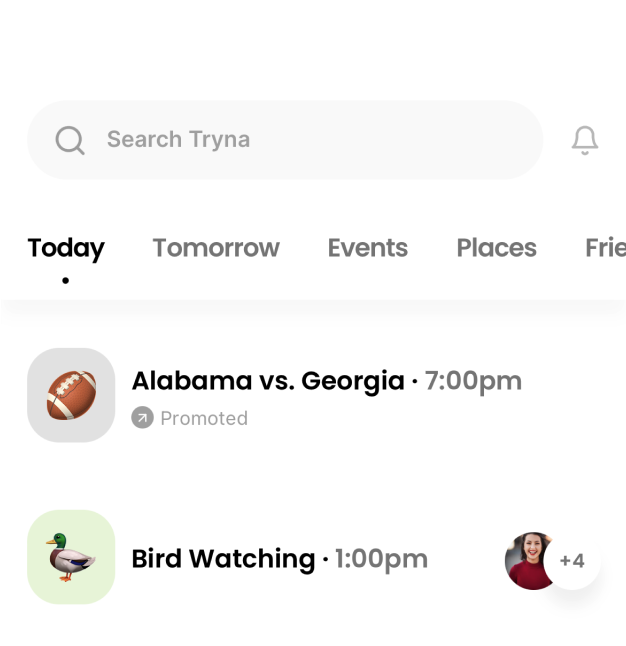 Search Tryna
Today Tomorrow Events Places Frie
Alabama vs. Georgia · 7:00pm
Promoted
Bird Watching · 1:00pm +4